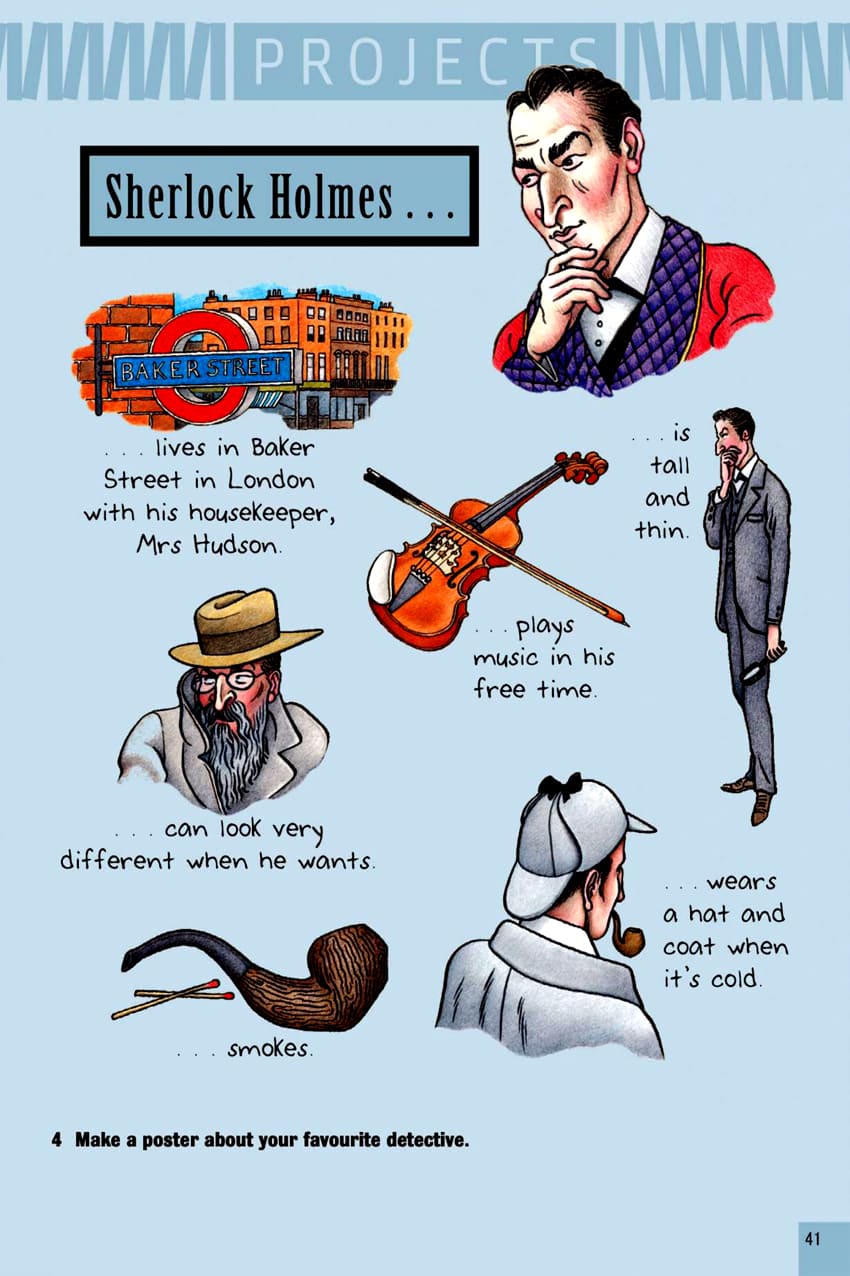 PROJECTS
Sherlock Holmes . . .
BAKER STREET
. . . lives in Baker
Street in London
with his housekeeper,
Mrs Hudson.
. . . is
tall
and
thin.
. . . plays
music in his
free time.
. . . can look very
different when he wants.
. . . wears
a hat and
coat when
it's cold.
. . . smokes.
4 Make a poster about your favourite detective.
41